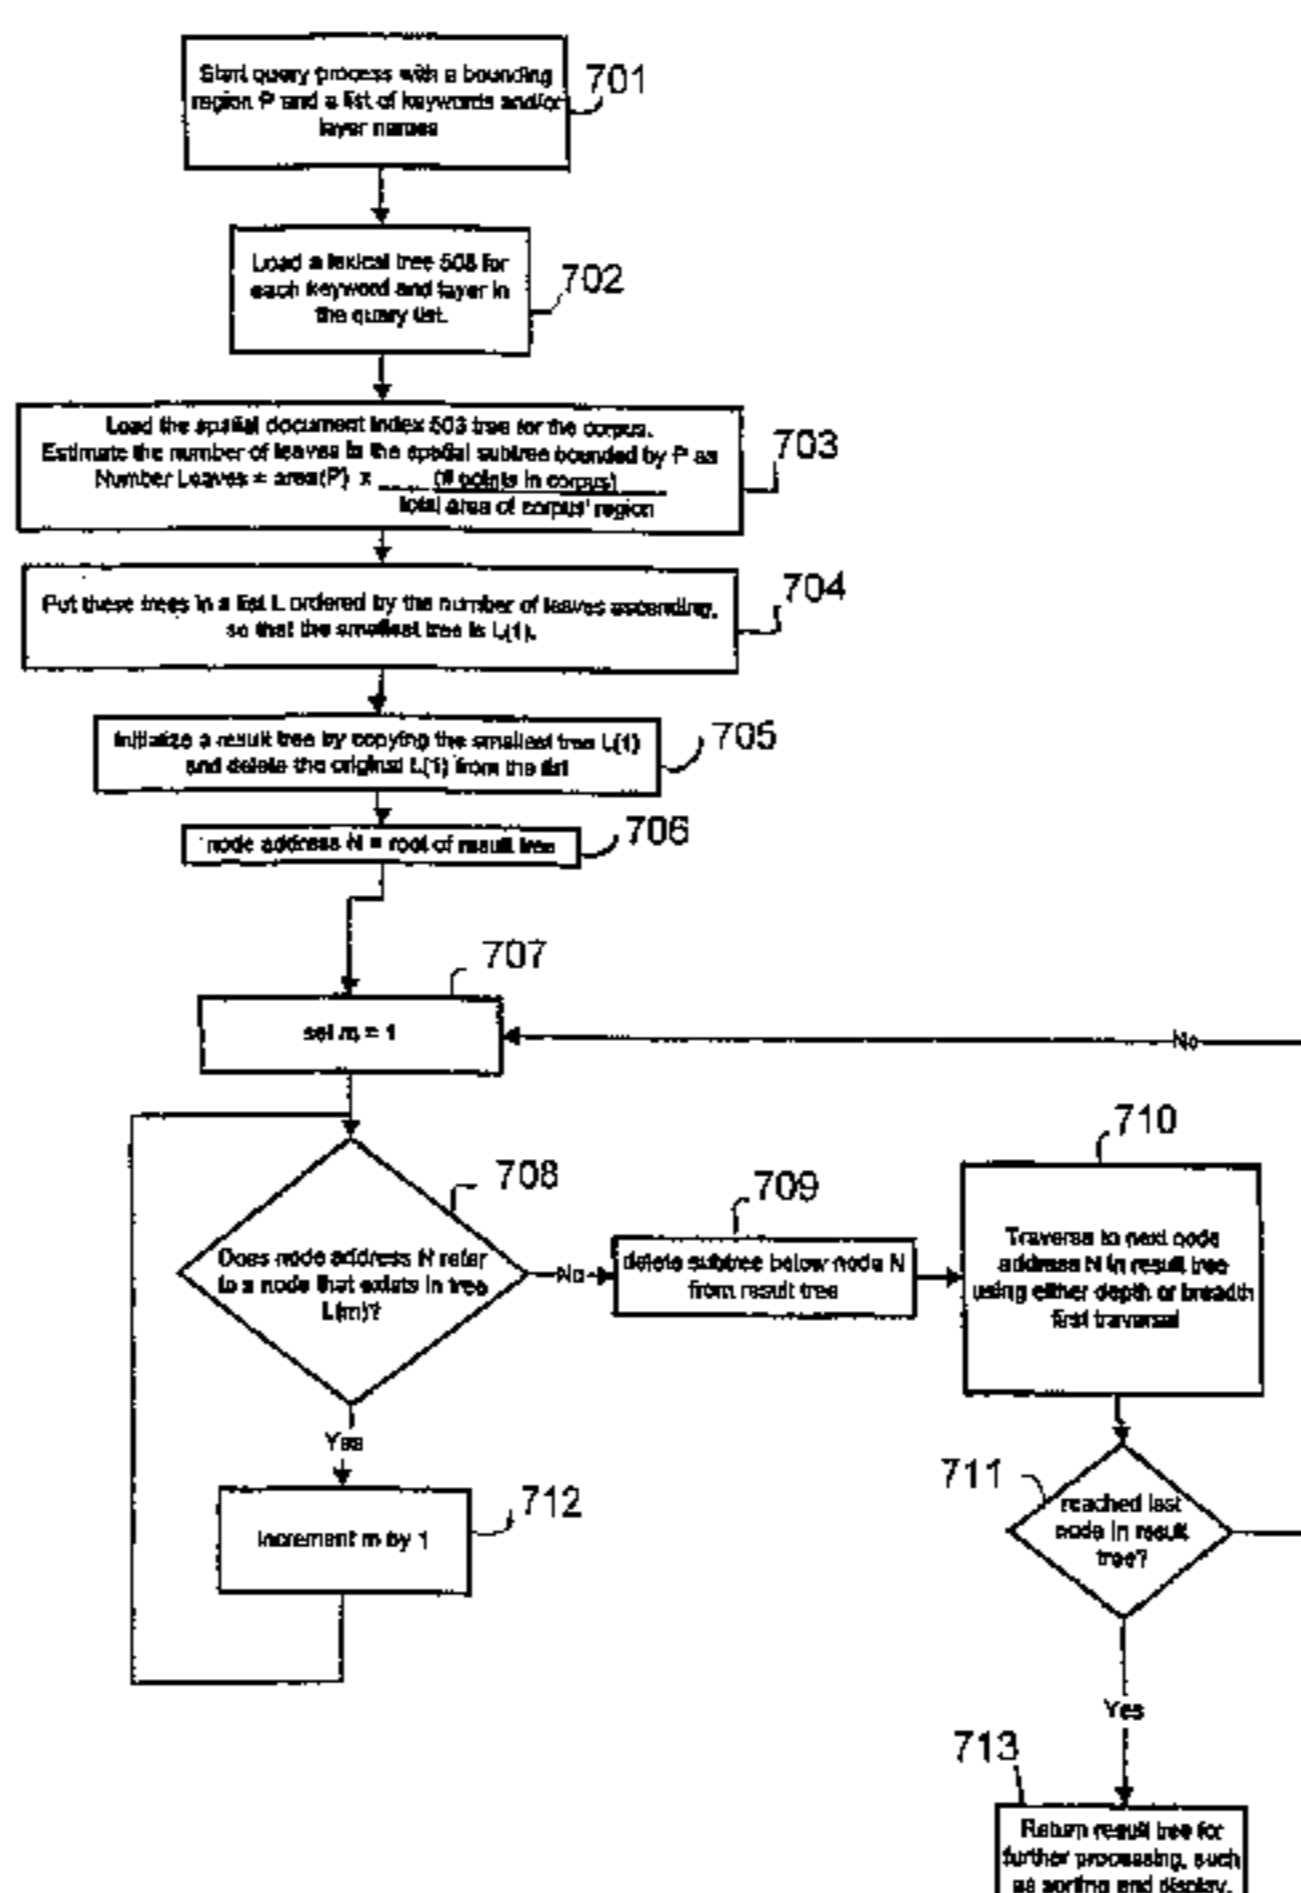 Start query process with a bounding
region P and a list of keywords and/or
layer names
701
Load a lexical tree 508 for
each keyword and layer in
the query list.
702
Load the spatial document index 503 tree for the corpus.
Estimate the number of leaves in the spatial subtree bounded by P as
Number Leaves = area(P) x (# points in corpus)
total area of corpus' region
703
Put these trees in a list L ordered by the number of leaves ascending,
so that the smallest tree is L(1).
704
Initialize a result tree by copying the smallest tree L(1)
and delete the original L(1) from the list
705
node address N = root of result tree
706
707
set m = 1
No
708
Does node address N refer
to a node that exists in tree
L(m)?
No
709
delete subtree below node N
from result tree
710
Traverse to next node
address N in result tree
using either depth or breadth
first traversal
Yes
711
reached last
node in result
tree?
712
Increment m by 1
Yes
713
Return result tree for
further processing, such
as sorting and display.